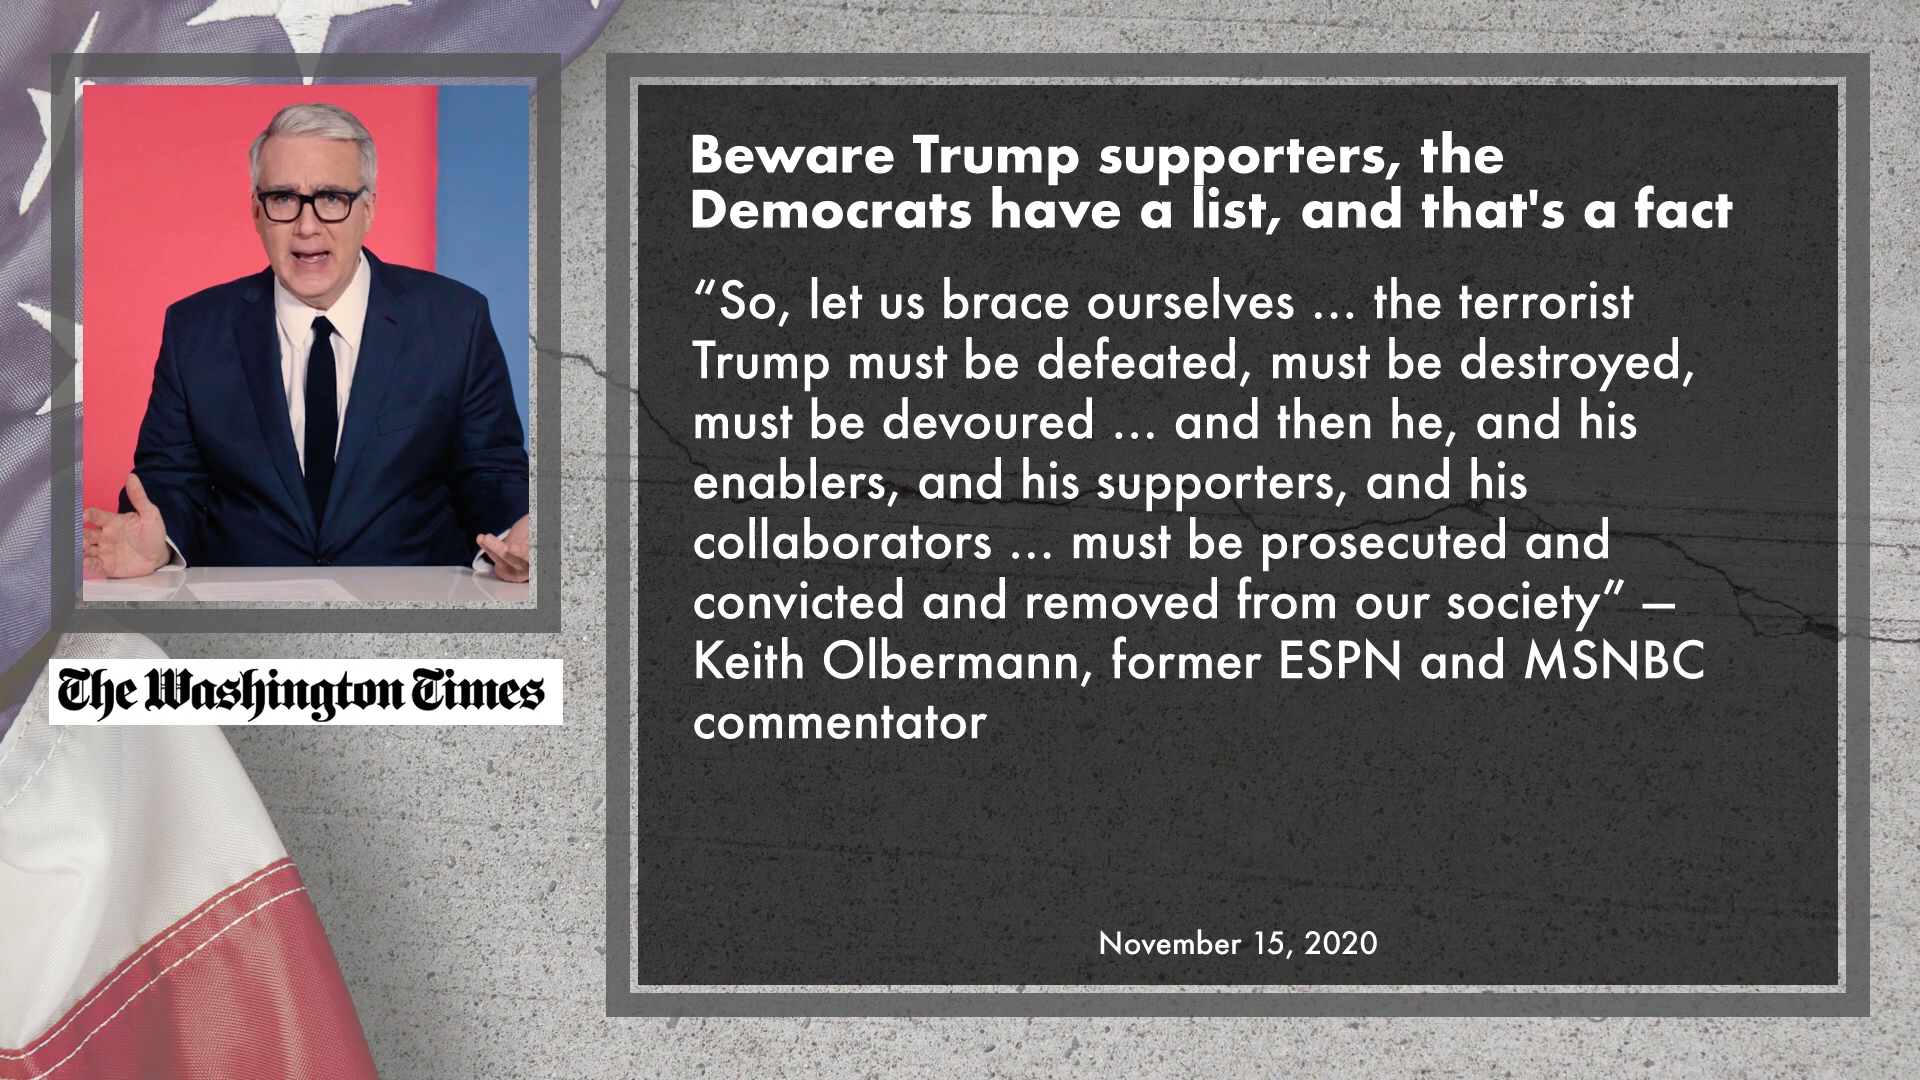 The Washington Times
Beware Trump supporters, the
Democrats have a list, and that's a fact
“So, let us brace ourselves ... the terrorist
Trump must be defeated, must be destroyed,
must be devoured ... and then he, and his
enablers, and his supporters, and his
collaborators ... must be prosecuted and
convicted and removed from our society” –
Keith Olbermann, former ESPN and MSNBC
commentator
November 15, 2020